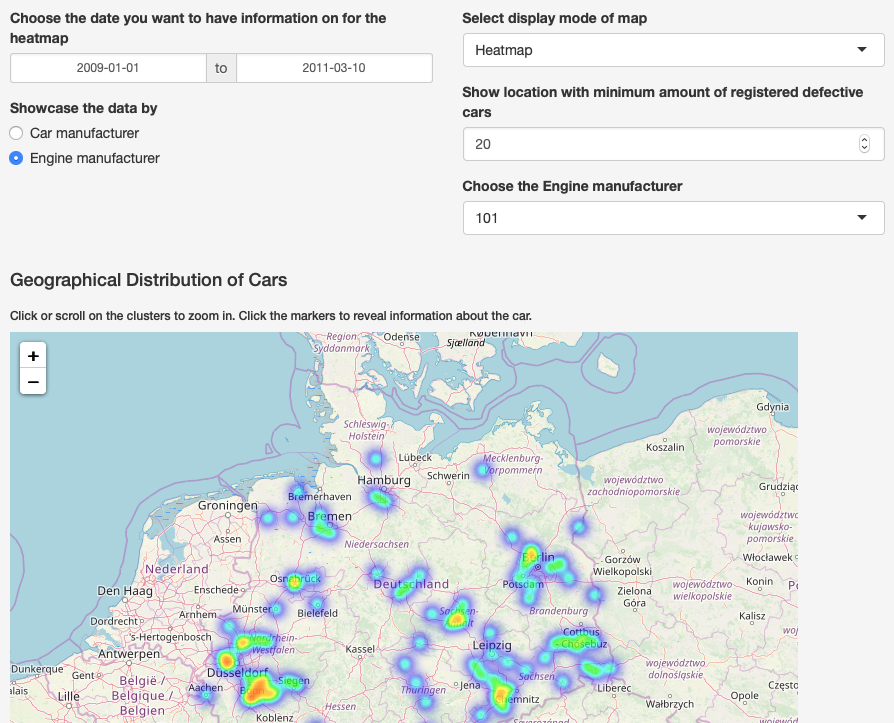 Choose the date you want to have information on for the
heatmap
2009-01-01 to 2011-03-10
Showcase the data by
Car manufacturer
Engine manufacturer
Select display mode of map
Heatmap
Show location with minimum amount of registered defective
cars
20
Choose the Engine manufacturer
101
Geographical Distribution of Cars
Click or scroll on the clusters to zoom in. Click the markers to reveal information about the car.
+
−
Region
Syddanmark
Odense
København
Sjælland
Gdynia
Schleswig-
Holstein
województwo
pomorskie
Koszalin
Lübeck
Mecklenburg-
Vorpommern
Hamburg
Schwerin
województwo
zachodniopomorskie
Bremerhaven
Groningen
Bremen
województwo
kujawsko-
pomorskie
Assen
Niedersachsen
Berlin
Włocławek
Gorzów
Wielkopolski
Nederland
Osnabrück
Deutschland
Potsdam
Konin
Den Haag
Enschede
Zielona
Góra
województwo
wielkopolskie
Arnhem
Münster
Bielefeld
Sachsen-
Anhalt
Brandenburg
Kalisz
Dordrecht
's-Hertogenbosch
Nordrhein-
Westfalen
Cottbus
- Chóśebuz
Antwerpen
Kassel
Leipzig
Dunkerque
Gent
Düsseldorf
województwo
dolnośląskie
België /
Belgique /
Belgien
Aachen
Siegen
Thüringen
Jena
Sachsen
Liberec
Opole
Lille
Hessen
Chemnitz
Wałbrzych
Koblenz